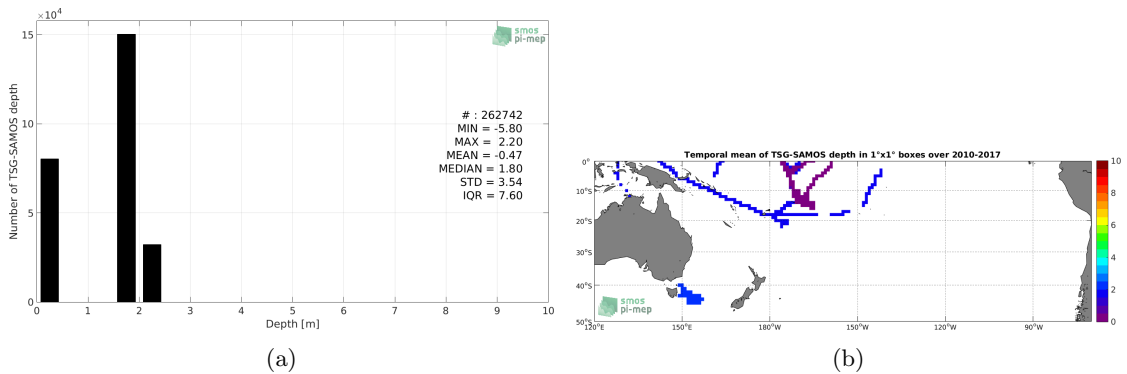 ×10⁴
15
10
5
0
Number of TSG-SAMOS depth
smos
pi-mep
# : 262742
MIN = -5.80
MAX = 2.20
MEAN = -0.47
MEDIAN = 1.80
STD = 3.54
IQR = 7.60
0 1 2 3 4 5 6 7 8 9 10
Depth [m]
(a)
Temporal mean of TSG-SAMOS depth in 1°x1° boxes over 2010-2017
0°
10°S
20°S
30°S
40°S
50°S
120°E 150°E 180°W 150°W 120°W 90°W
smos
pi-mep
10
8
6
4
2
0
(b)